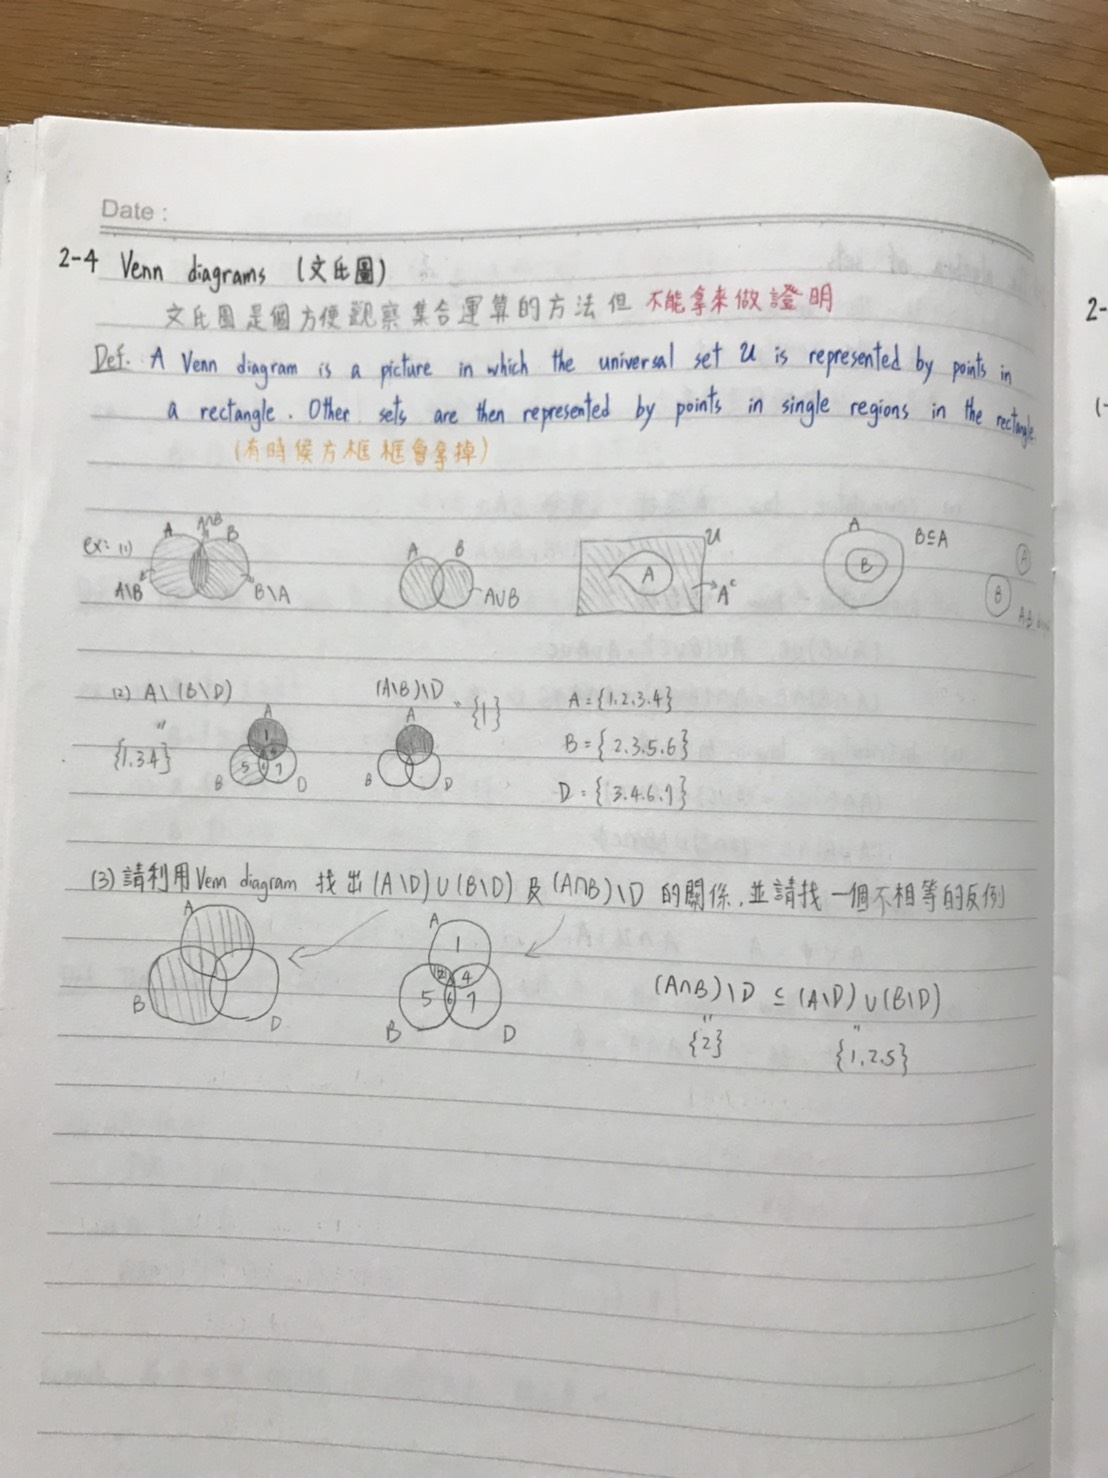 Date :
2-4 Venn diagrams (文氏圖)
文氏圖是個方便觀察集合運算的方法但 不能拿來做證明
Def. A Venn diagram is a picture in which the universal set U is represented by points in
a rectangle. Other sets are then represented by points in single regions in the rectangle
(有時候方框框會拿掉)
ex: (1) A A∩B B
A\B B\A
A B
A∪B
U
A
Aᶜ
A
B
B⊆A
B
(2) A\(B\D)
"
{1.3.4}
A
1
5 6 7
B D
(A\B)\D = {1}
A
B D
A = {1.2.3.4}
B = { 2.3.5.6}
D = { 3.4.6.7}
(3) 請利用Venn diagram 找出 (A\D)∪(B\D) 及 (A∩B)\D 的關係, 並請找一個不相等的反例
A
B D
A
1
2 4
5 6 7
B D
(A∩B)\D ⊆ (A\D) ∪ (B\D)
" "
{2} {1.2.5}
2-